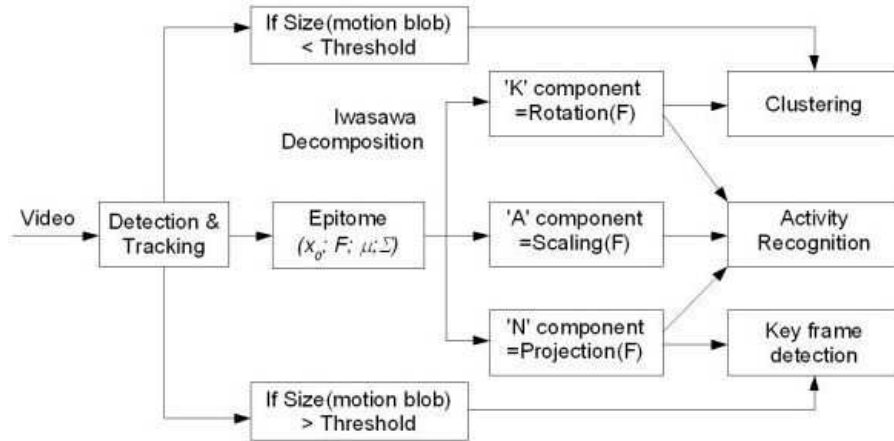 If Size(motion blob)
< Threshold
'K' component
=Rotation(F)
Clustering
Iwasawa
Decomposition
Video
Detection &
Tracking
Epitome
(x₀; F; μ;Σ)
'A' component
=Scaling(F)
Activity
Recognition
'N' component
=Projection(F)
Key frame
detection
If Size(motion blob)
> Threshold